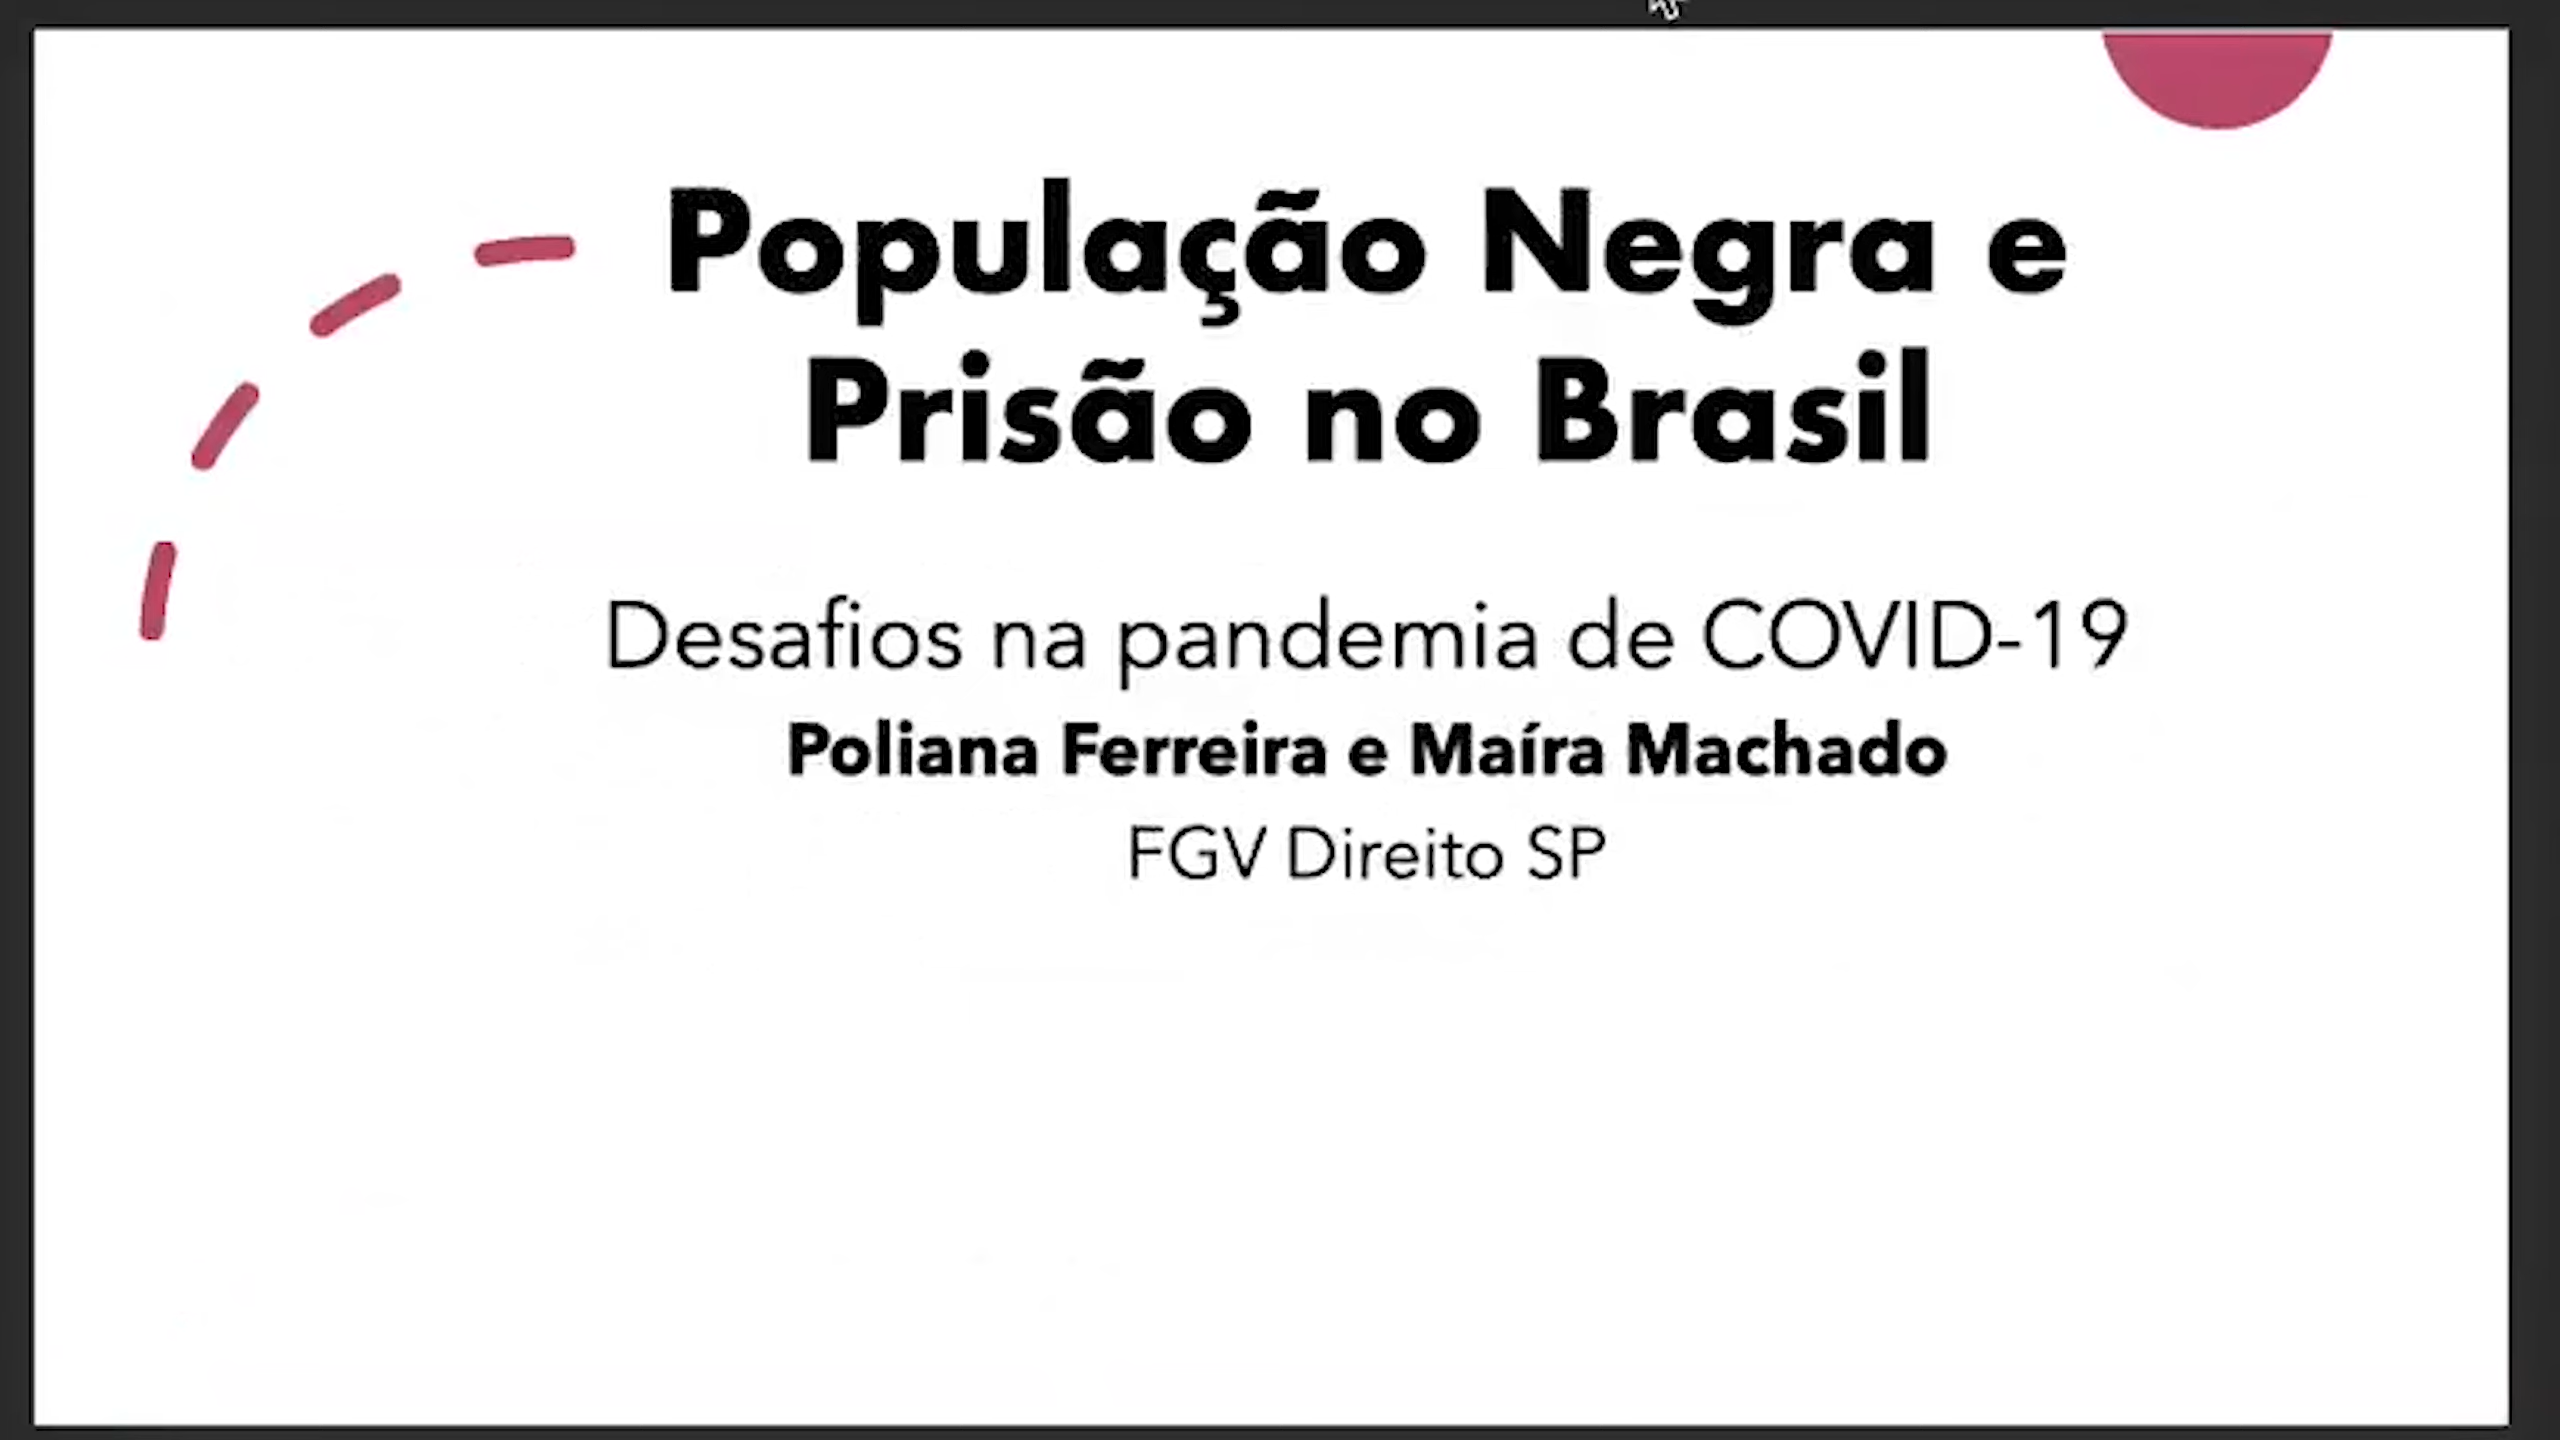 População Negra e
Prisão no Brasil
Desafios na pandemia de COVID-19
Poliana Ferreira e Maíra Machado
FGV Direito SP